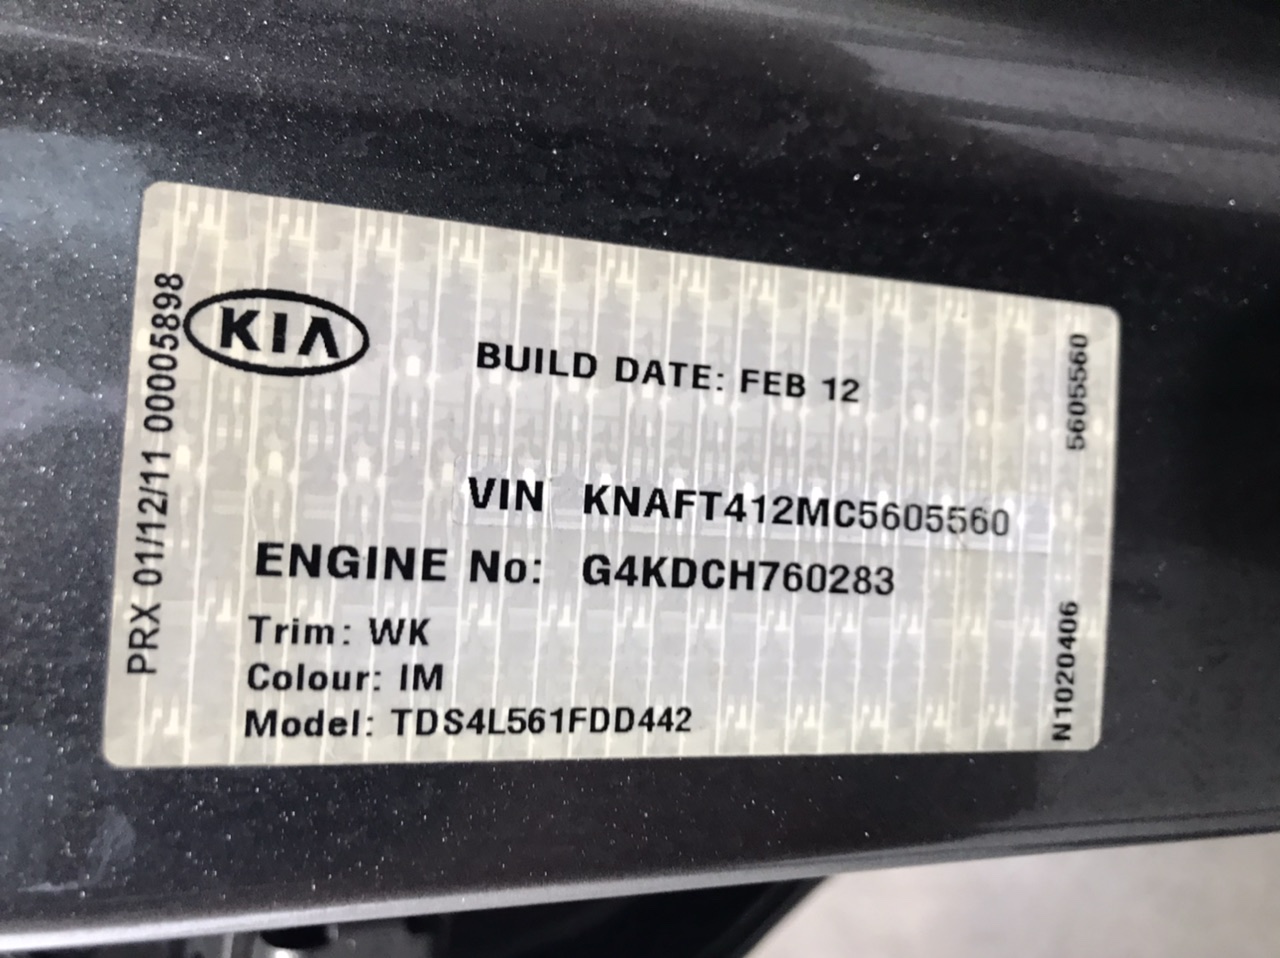 KIA
BUILD DATE: FEB 12
VIN KNAFT412MC5605560
ENGINE No: G4KDCH760283
Trim: WK
Colour: IM
Model: TDS4L561FDD442
PRX 01/12/11 00005898
5605560
N1020406